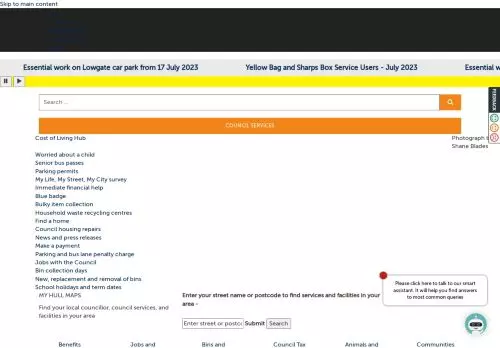 Skip to main content
Essential work on Lowgate car park from 17 July 2023
Yellow Bag and Sharps Box Service Users - July 2023
Essential w
Search ...
FEEDBACK
COUNCIL SERVICES
Cost of Living Hub
Photograph b
Shane Blades
Worried about a child
Senior bus passes
Parking permits
My Life, My Street, My City survey
Immediate financial help
Blue badge
Bulky item collection
Household waste recycling centres
Find a home
Council housing repairs
News and press releases
Make a payment
Parking and bus lane penalty charge
Jobs with the Council
Bin collection days
New, replacement and removal of bins
School holidays and term dates
Please click here to talk to our smart
assistant. It will help you find answers
to most common queries
MY HULL MAPS
Find your local councillor, council services, and
facilities in your area
Enter your street name or postcode to find services and facilities in your
area -
Enter street or postco Submit Search
Benefits
Jobs and
Bins and
Council Tax
Animals and
Communities